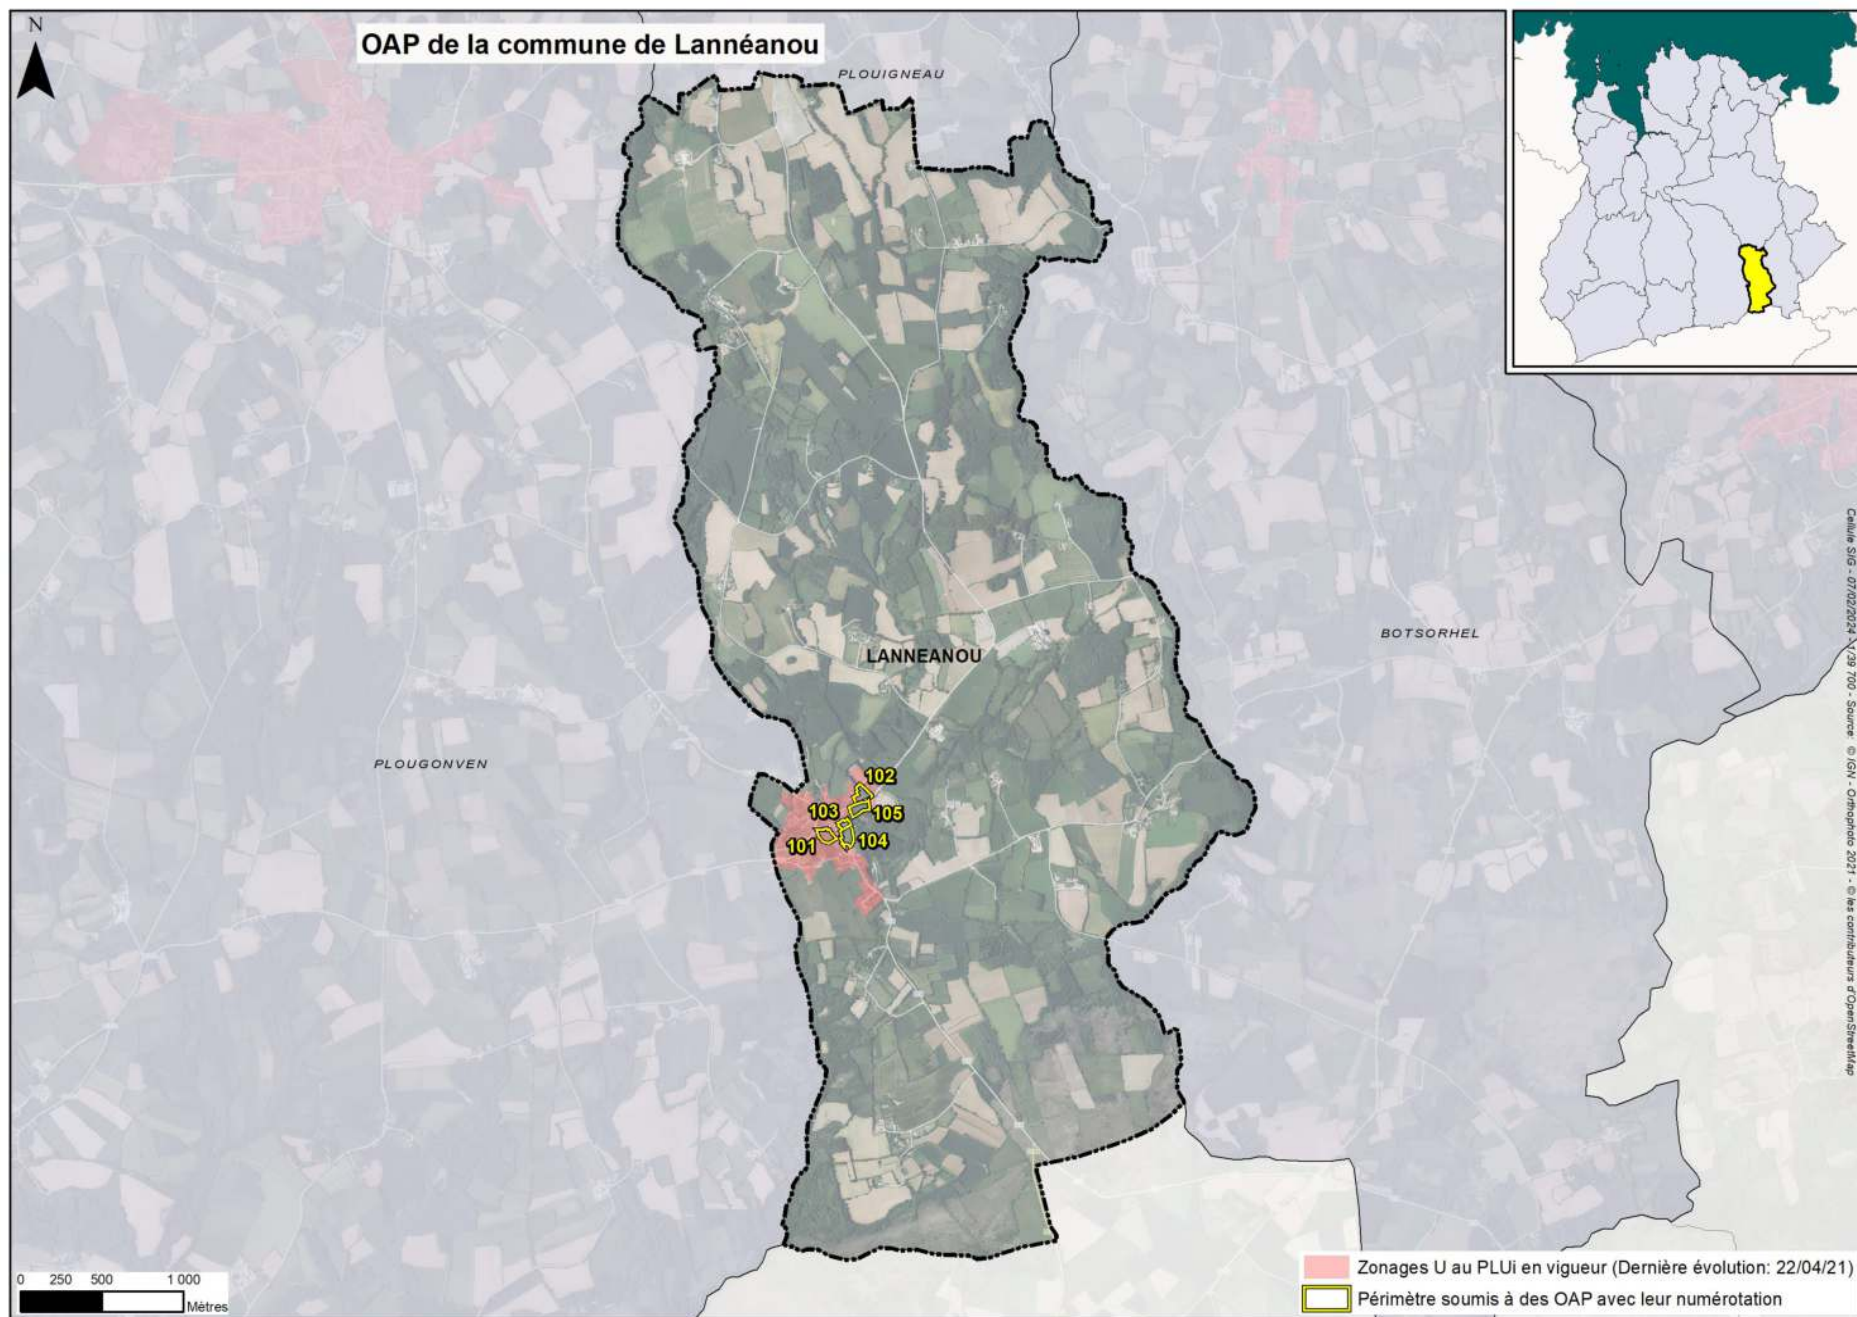 N
OAP de la commune de Lannéanou
PLOUIGNEAU
BOTSORHEL
LANNEANOU
PLOUGONVEN
102
103
105
101
104
Cellule SIG - 07/02/2024 - 1/39 700 - Source: © IGN - Orthophoto 2021 - © les contributeurs d'OpenStreetMap
0 250 500 1 000
Mètres
Zonages U au PLUi en vigueur (Dernière évolution: 22/04/21)
Périmètre soumis à des OAP avec leur numérotation